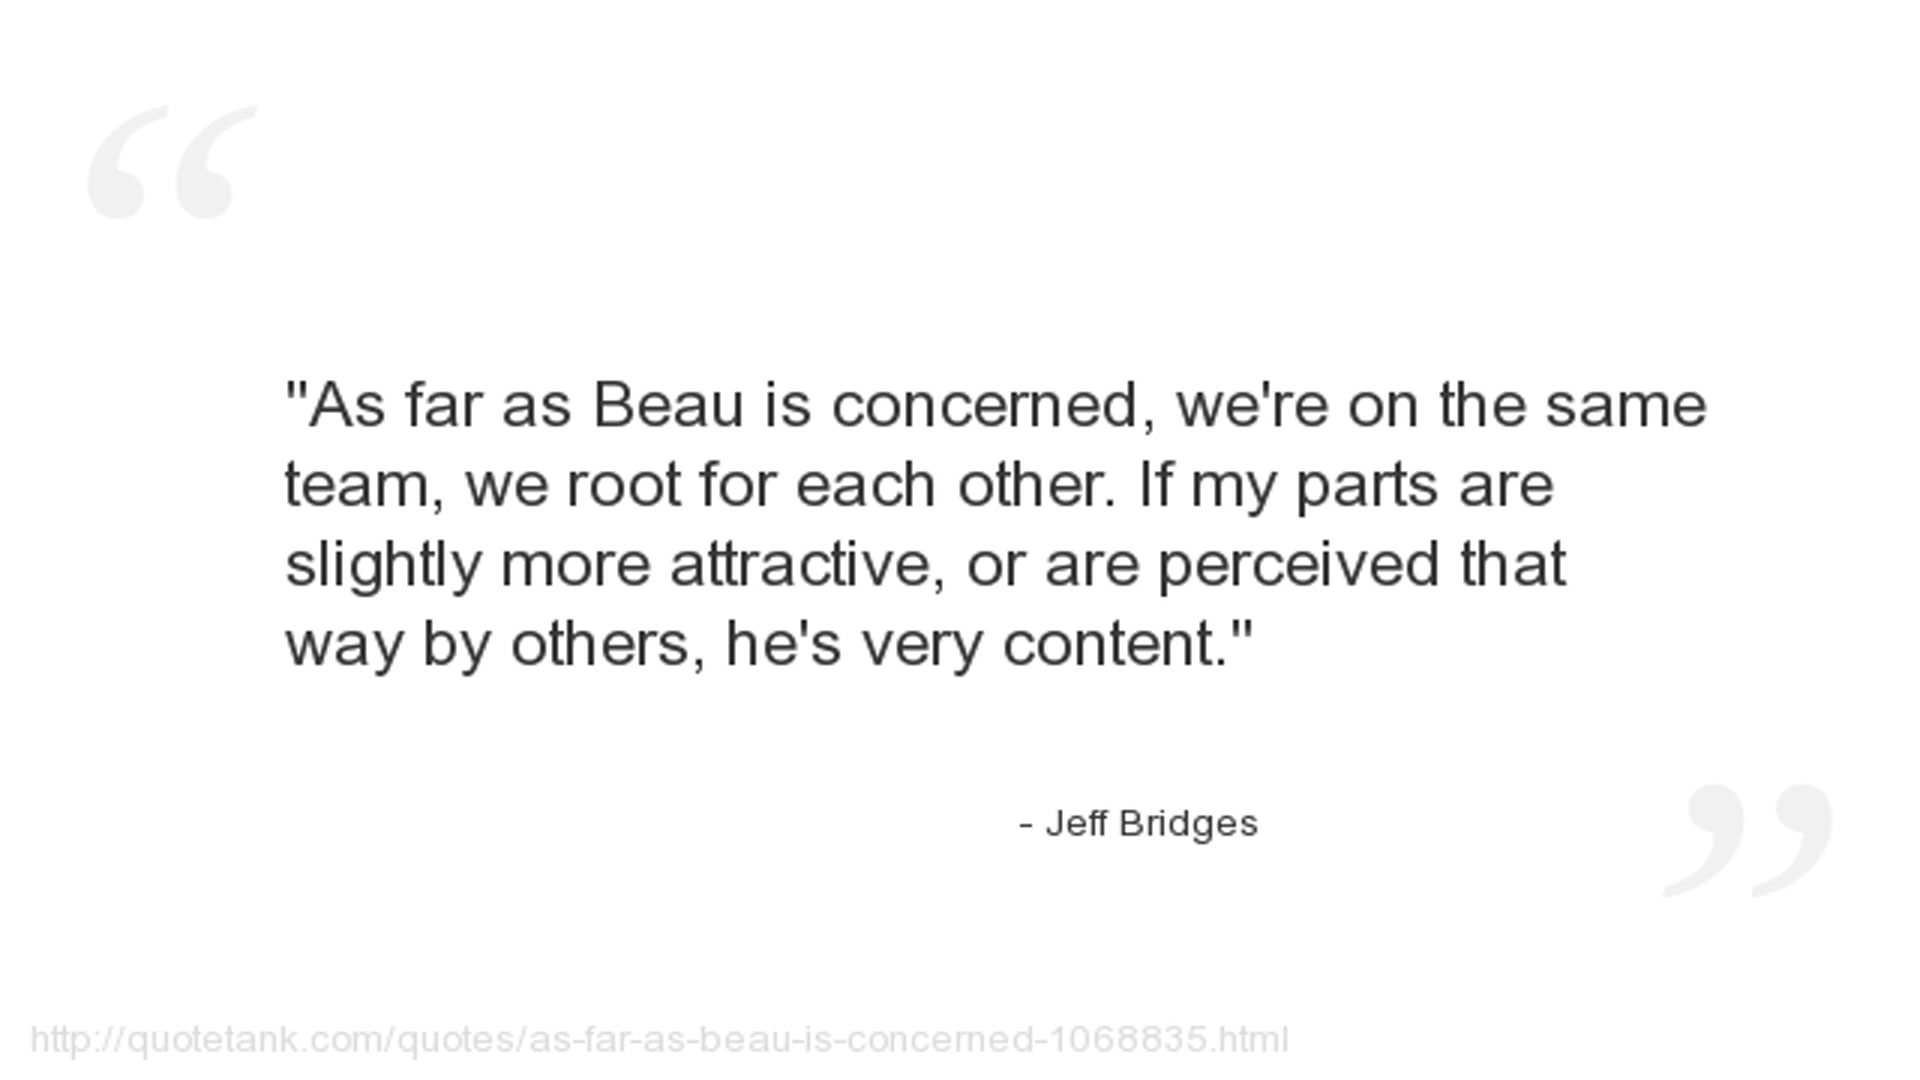 "As far as Beau is concerned, we're on the same
team, we root for each other. If my parts are
slightly more attractive, or are perceived that
way by others, he's very content."
- Jeff Bridges
http://quotetank.com/quotes/as-far-as-beau-is-concerned-1068835.html